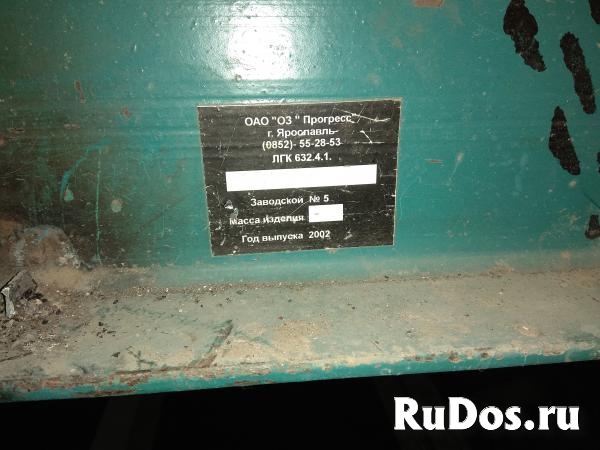 ОАО "ОЗ " Прогресс"
г. Ярославль
(0852)- 55-28-53
ЛГК 632.4.1.
Заводской № 5
Масса изделия -
Год выпуска 2002
RuDos.ru